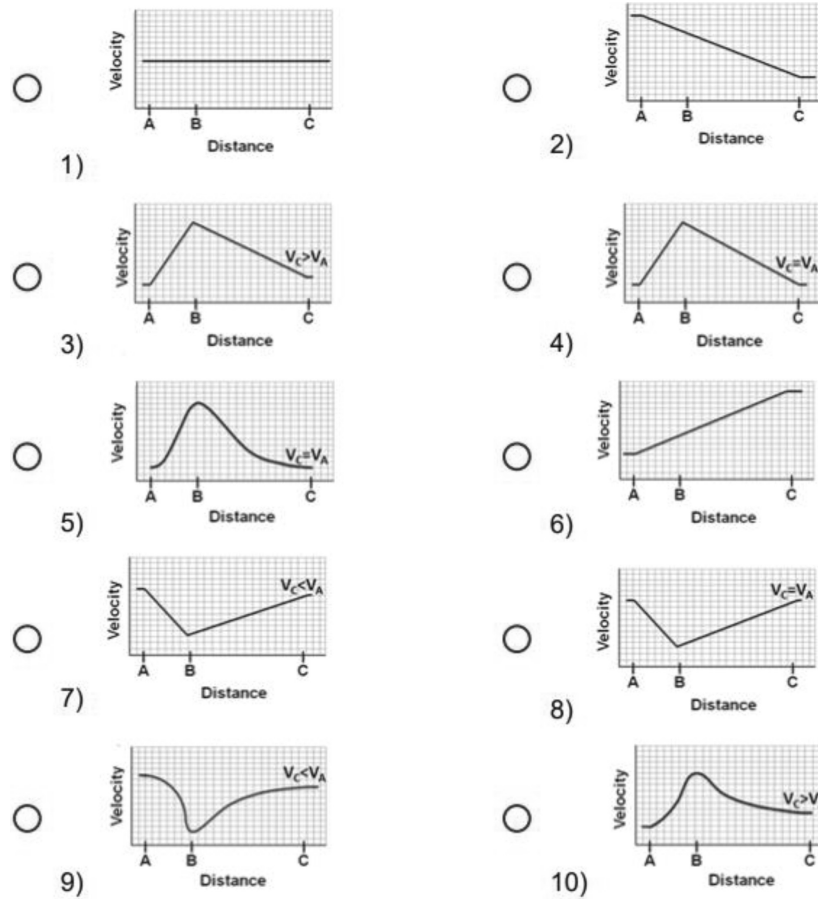 Velocity
A B C
Distance
1)
Velocity
A B C
Distance
2)
Velocity
VC>VA
A B C
Distance
3)
Velocity
VC=VA
A B C
Distance
4)
Velocity
VC=VA
A B C
Distance
5)
Velocity
A B C
Distance
6)
Velocity
VC<VA
A B C
Distance
7)
Velocity
VC=VA
A B C
Distance
8)
Velocity
VC<VA
A B C
Distance
9)
Velocity
VC>V
A B C
Distance
10)